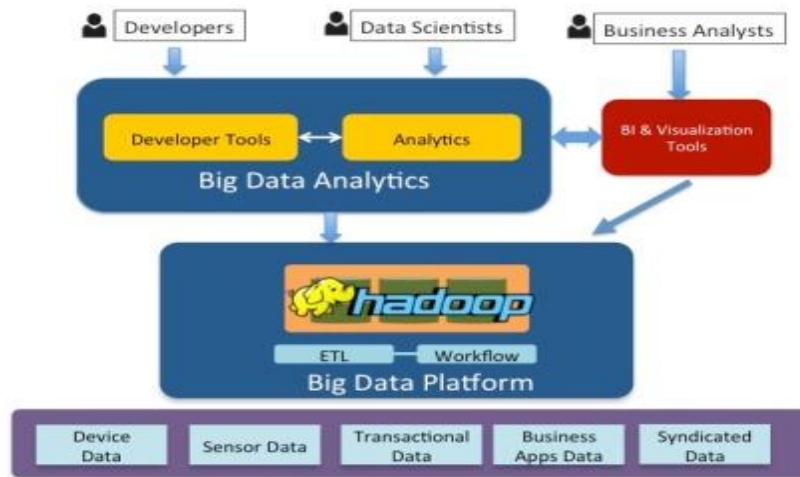 Developers
Data Scientists
Business Analysts
Developer Tools
Analytics
Big Data Analytics
BI & Visualization
Tools
hadoop
ETL
Workflow
Big Data Platform
Device
Data
Sensor Data
Transactional
Data
Business
Apps Data
Syndicated
Data